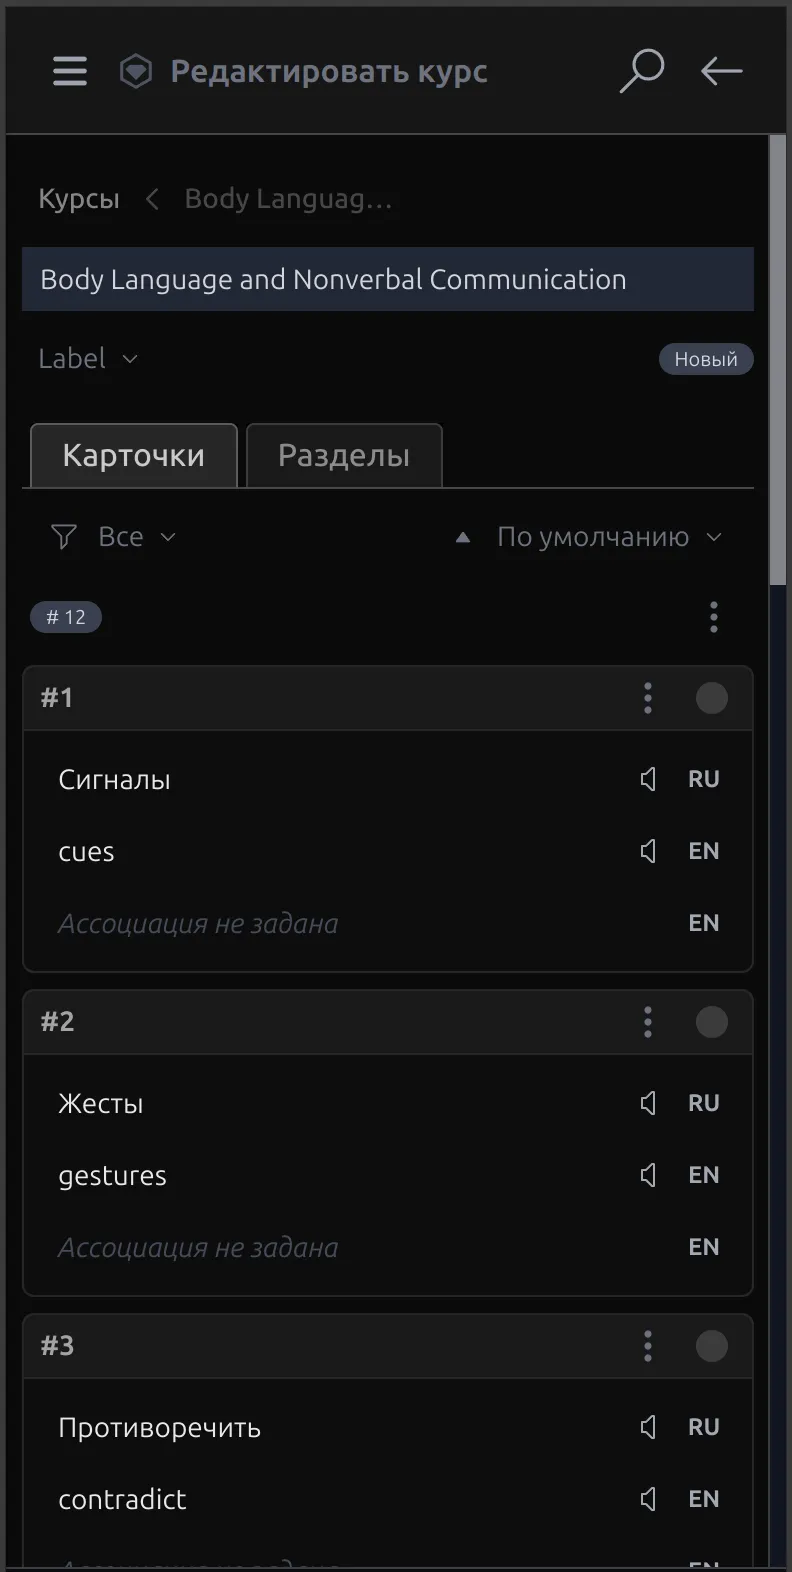 Редактировать курс
Курсы < Body Languag...
Body Language and Nonverbal Communication
Label Новый
Карточки Разделы
Все По умолчанию
# 12
#1
Сигналы RU
cues EN
Ассоциация не задана EN
#2
Жесты RU
gestures EN
Ассоциация не задана EN
#3
Противоречить RU
contradict EN